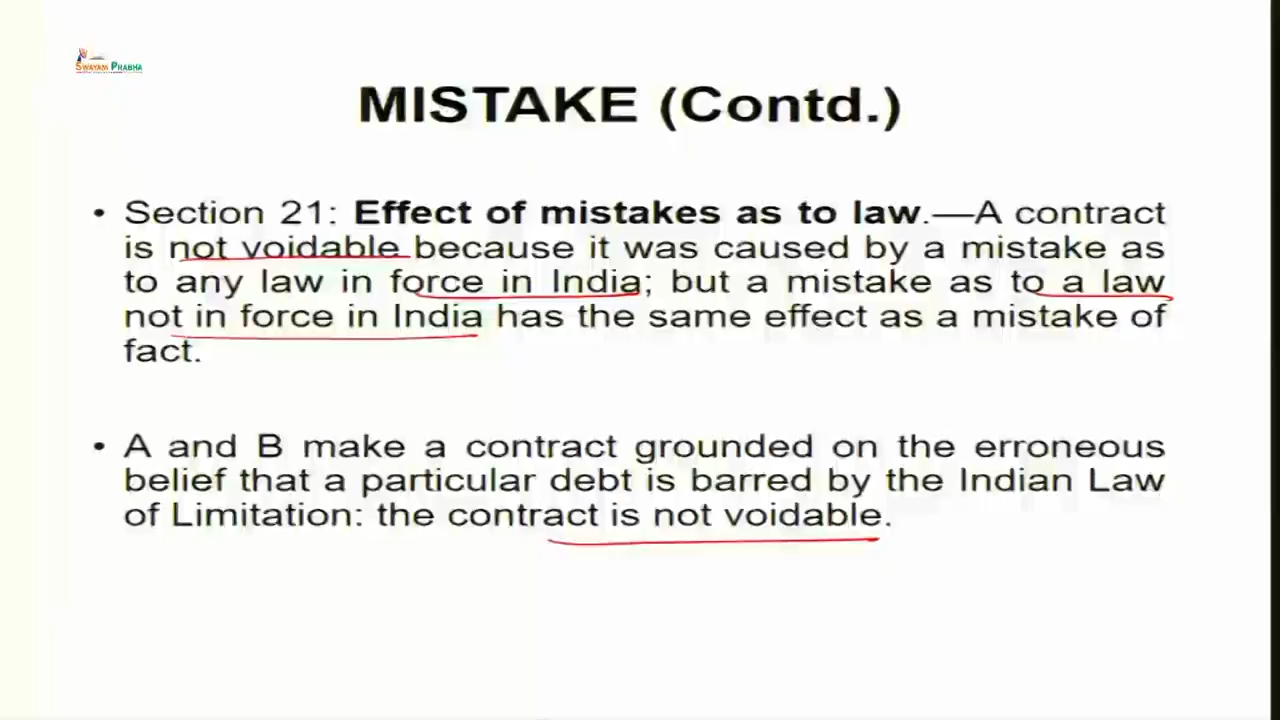 SWAYAM PRABHA
MISTAKE (Contd.)
• Section 21: Effect of mistakes as to law.—A contract
is not voidable because it was caused by a mistake as
to any law in force in India; but a mistake as to a law
not in force in India has the same effect as a mistake of
fact.
• A and B make a contract grounded on the erroneous
belief that a particular debt is barred by the Indian Law
of Limitation: the contract is not voidable.